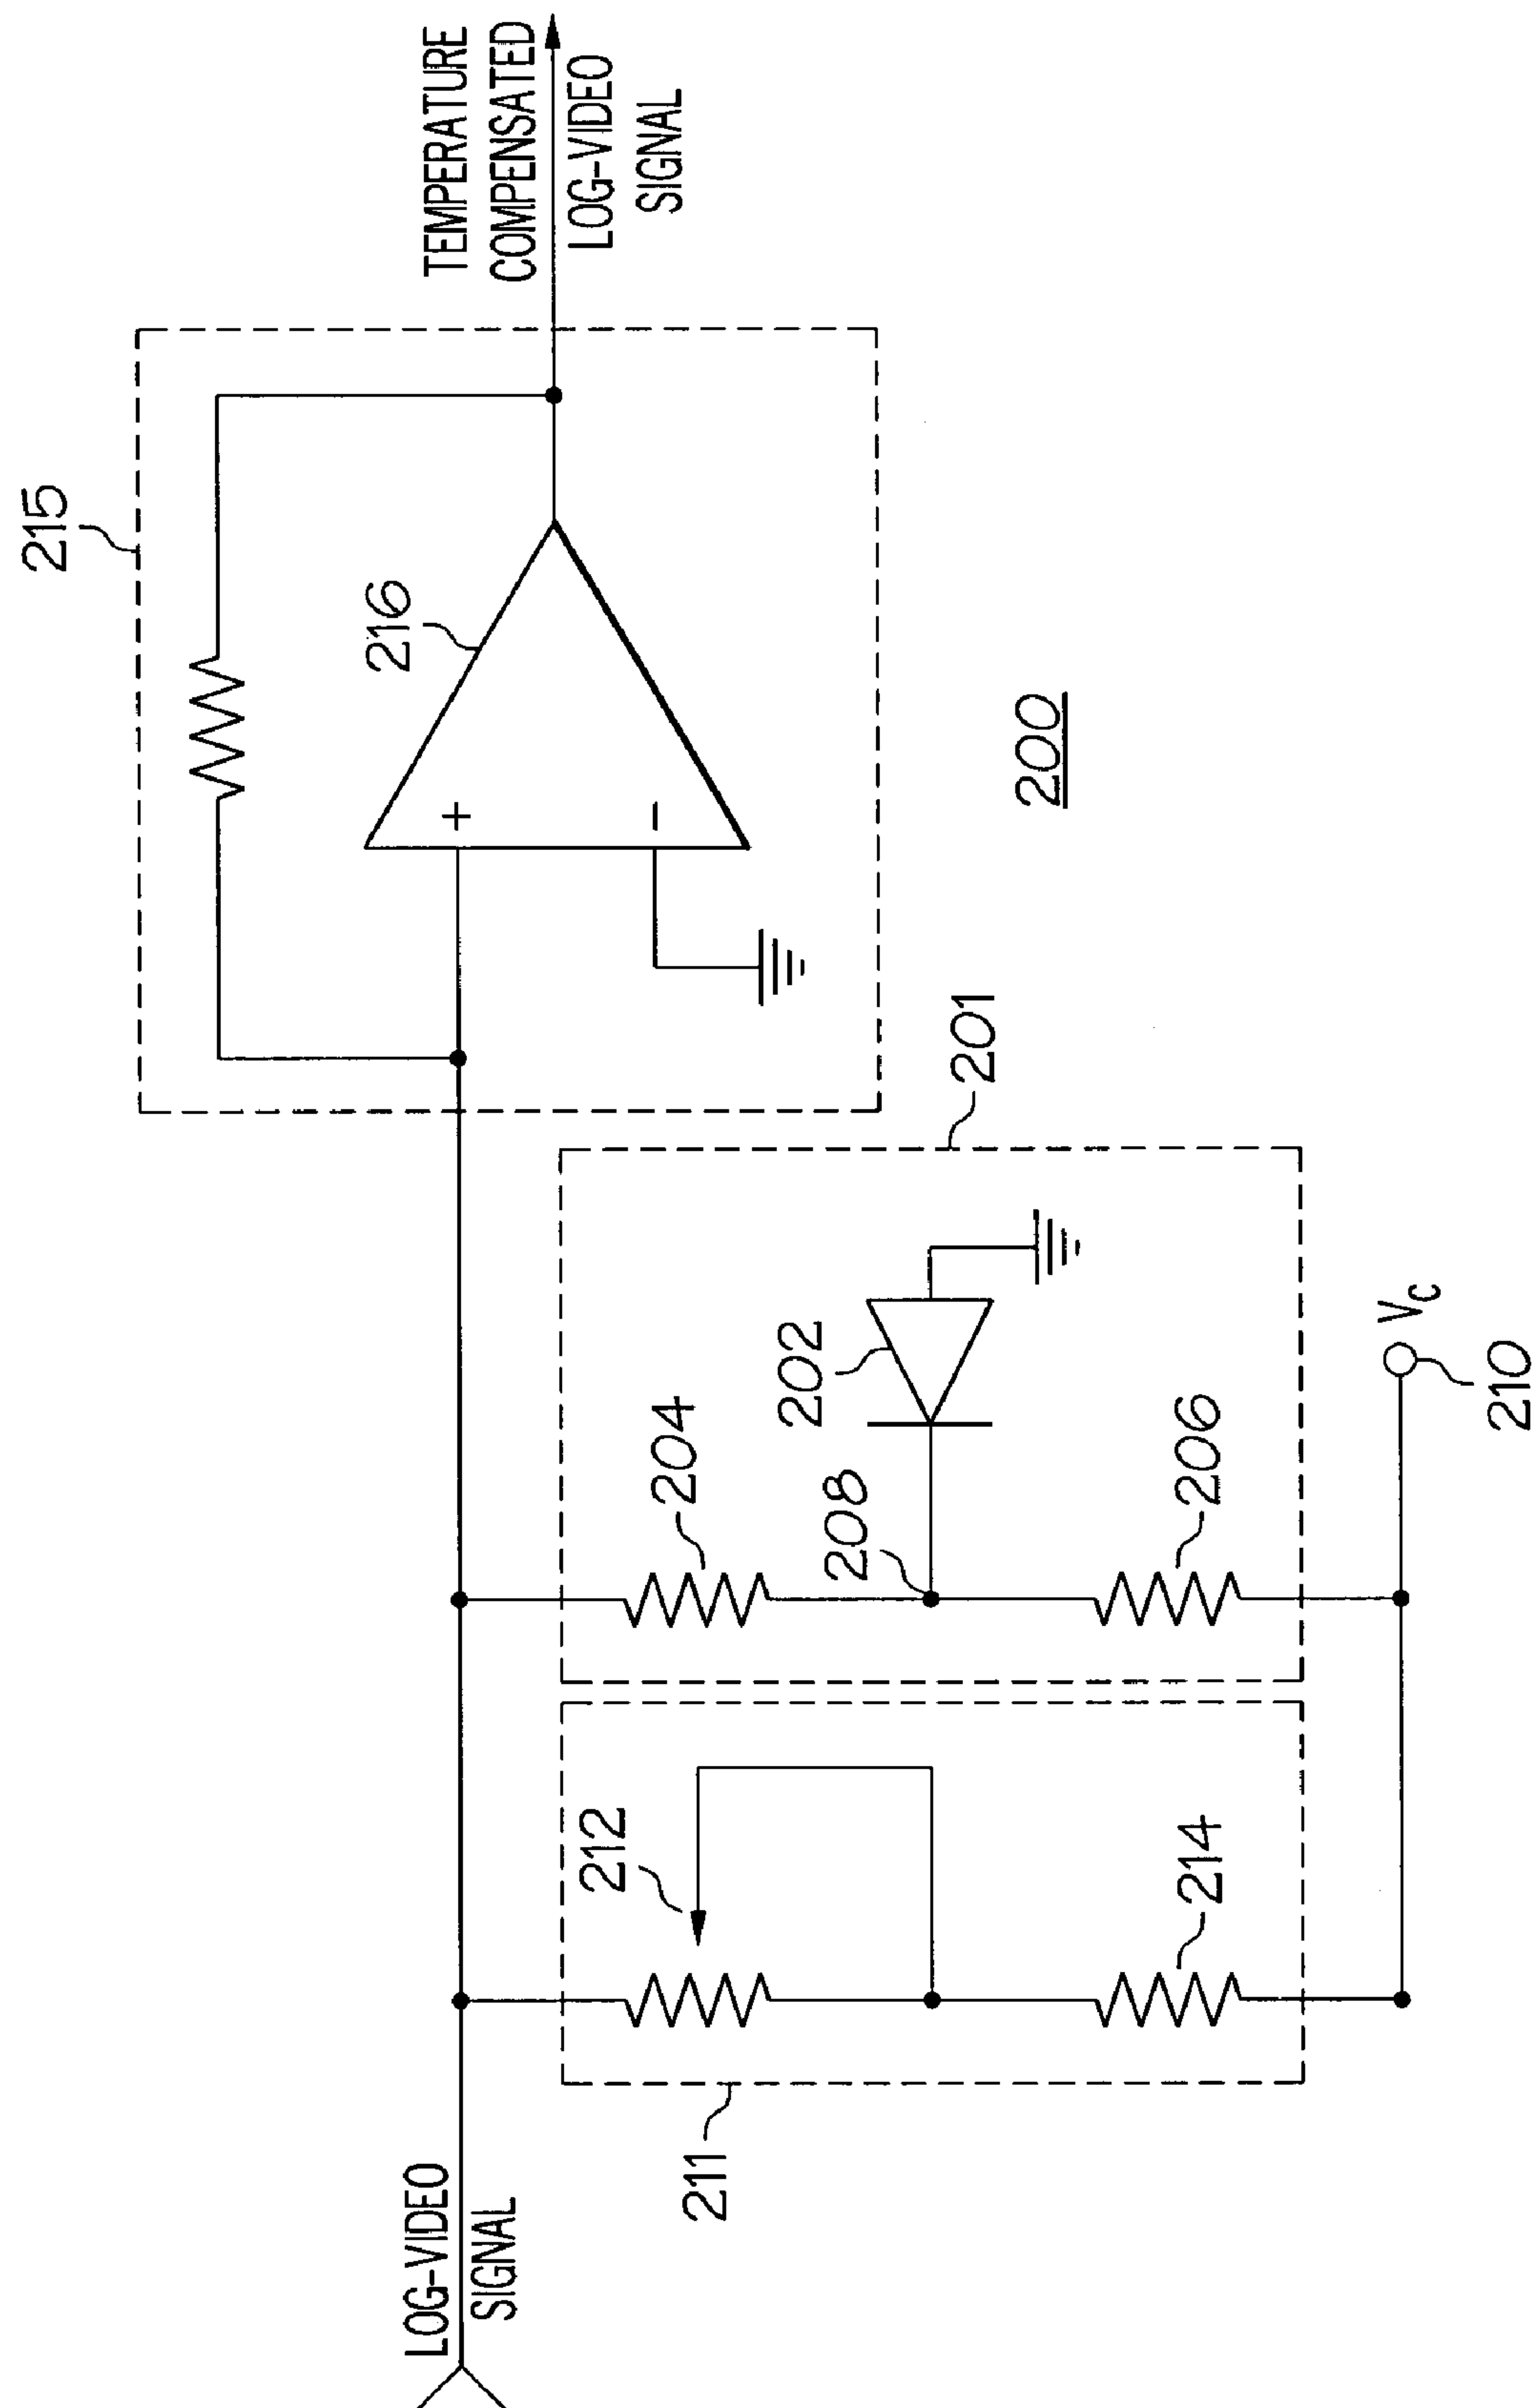 215
TEMPERATURE
COMPENSATED
LOG-VIDEO
SIGNAL
216
+
−
LOG-VIDEO
SIGNAL
200
201
212
204
202
208
211
214
206
V_C
210